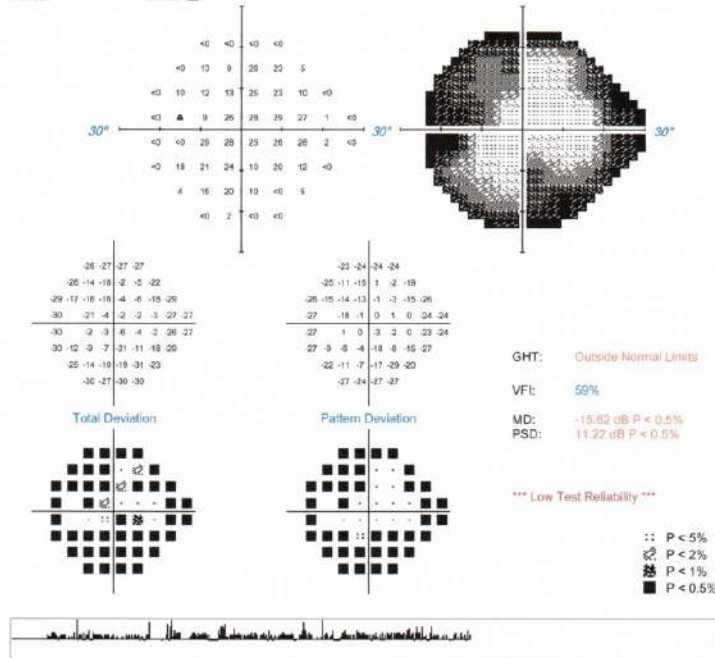 <0 <0 <0 <0
<0 13 9 26 23 5
<0 10 12 13 25 23 10 <0
30° <0 9 26 28 29 27 1 <0 30° 30°
<0 <0 29 28 25 26 28 2 <0
<0 18 21 24 10 20 12 <0
4 16 20 10 <0 5
<0 2 <0 <0
-26 -27 -27 -27
-28 -14 -18 -2 -5 -22
-29 -17 -16 -16 -4 -6 -18 -29
-30 -21 -4 -2 -2 -3 -27 -27
-30 -2 -3 -6 -4 -2 -26 -27
-30 -12 -9 -7 -21 -11 -18 -29
-25 -14 -10 -19 -31 -23
-30 -27 -30 -30
Total Deviation
-23 -24 -24 -24
-25 -11 -15 1 -2 -19
-26 -15 -14 -13 -1 -3 -15 -26
-27 -18 -1 0 1 0 -24 -24
-27 1 0 -3 -2 0 -23 -24
-27 -9 -6 -4 -18 -8 -15 -27
-22 -11 -7 -17 -29 -20
-27 -24 -27 -27
Pattern Deviation
GHT: Outside Normal Limits
VFI: 59%
MD: -15.62 dB P < 0.5%
PSD: 11.22 dB P < 0.5%
*** Low Test Reliability ***
P < 5%
P < 2%
P < 1%
P < 0.5%